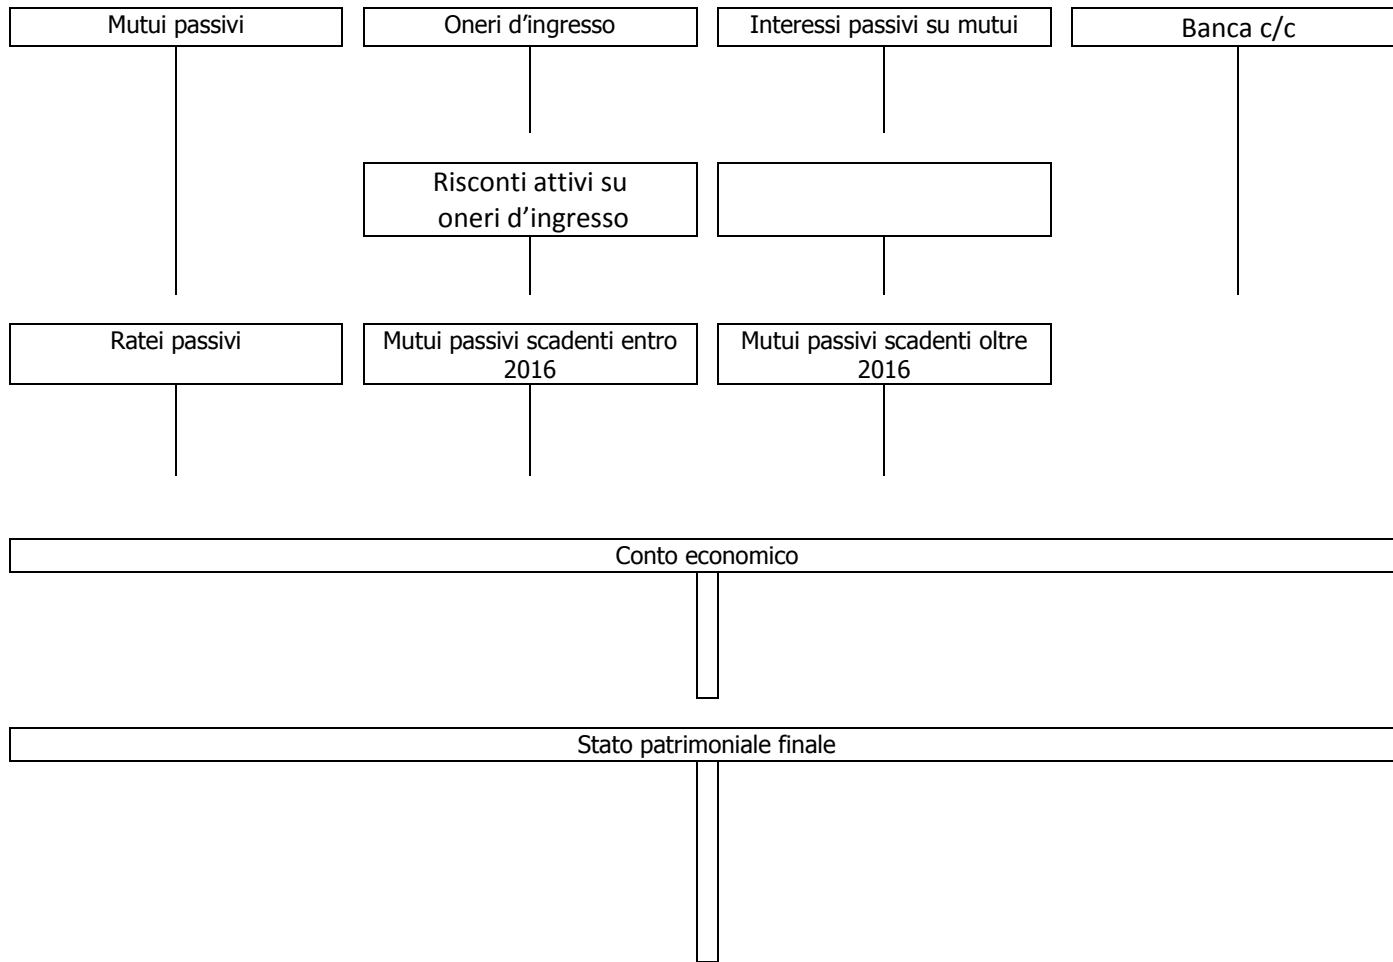 Mutui passivi
Oneri d’ingresso
Interessi passivi su mutui
Banca c/c
Risconti attivi su
oneri d’ingresso
Ratei passivi
Mutui passivi scadenti entro
2016
Mutui passivi scadenti oltre
2016
Conto economico
Stato patrimoniale finale